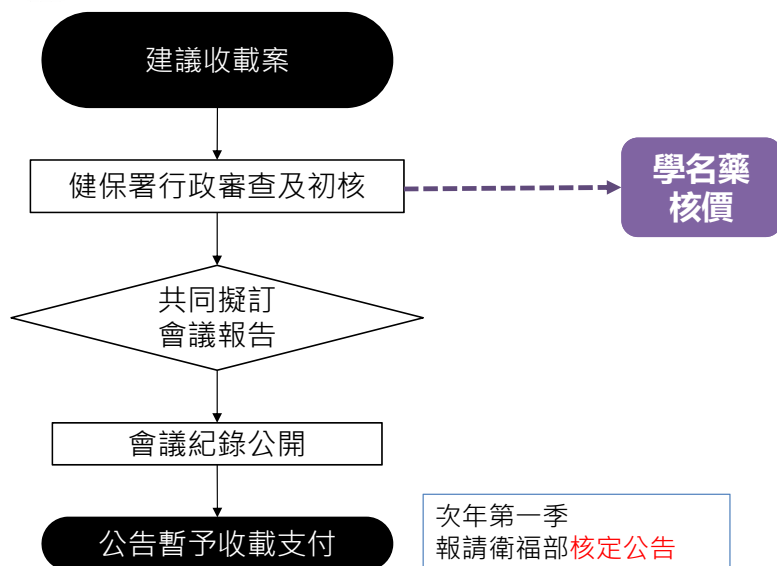 建議收載案
健保署行政審查及初核
學名藥
核價
共同擬訂
會議報告
會議紀錄公開
公告暫予收載支付
次年第一季
報請衛福部核定公告